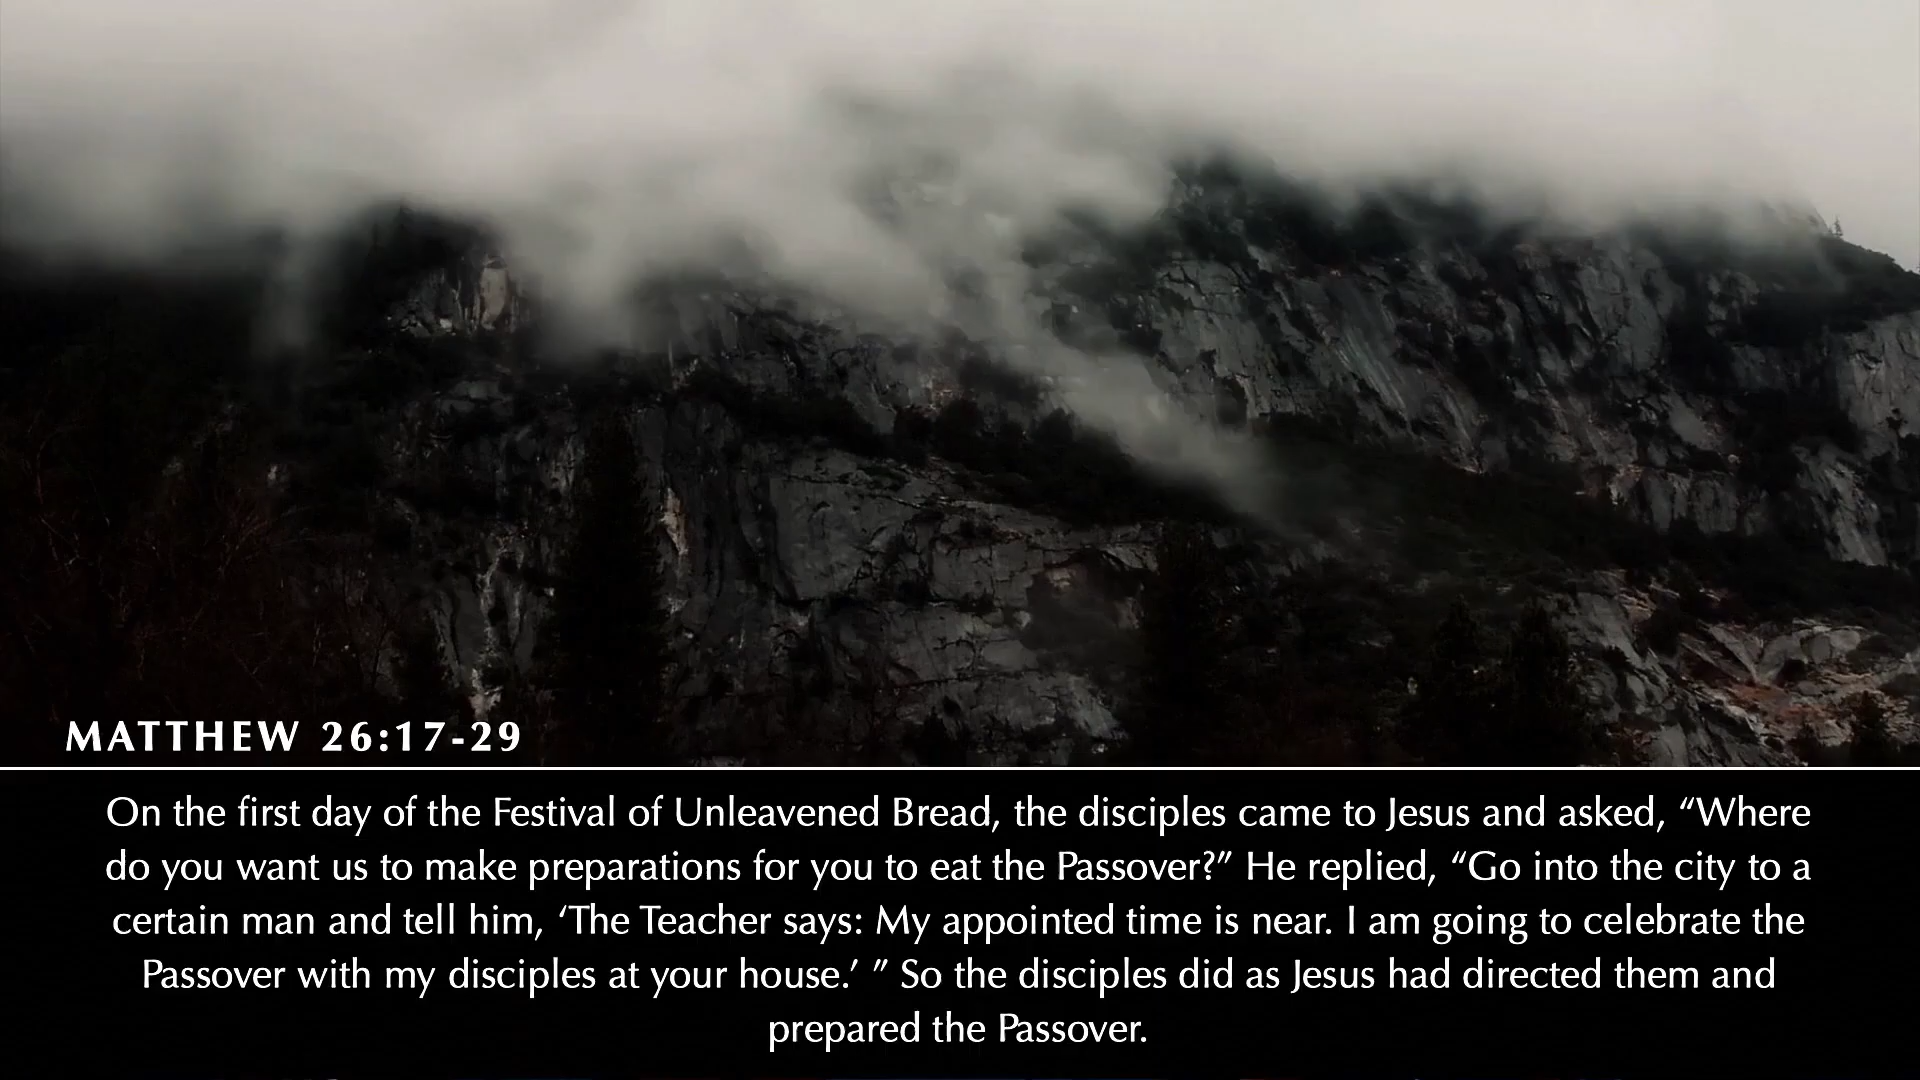 MATTHEW 26:17-29
On the first day of the Festival of Unleavened Bread, the disciples came to Jesus and asked, “Where
do you want us to make preparations for you to eat the Passover?” He replied, “Go into the city to a
certain man and tell him, ‘The Teacher says: My appointed time is near. I am going to celebrate the
Passover with my disciples at your house.’ ” So the disciples did as Jesus had directed them and
prepared the Passover.